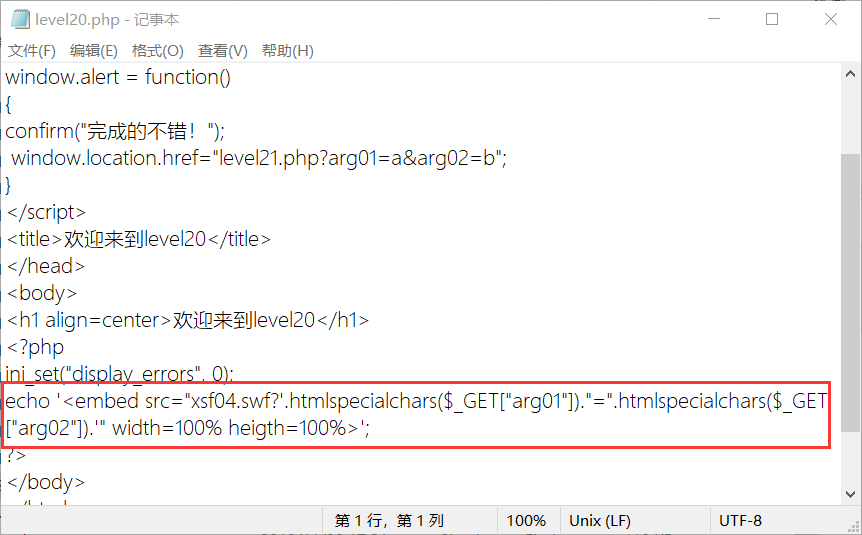 level20.php - 记事本
文件(F) 编辑(E) 格式(O) 查看(V) 帮助(H)
window.alert = function()
{
confirm("完成的不错！");
 window.location.href="level21.php?arg01=a&arg02=b";
}
</script>
<title>欢迎来到level20</title>
</head>
<body>
<h1 align=center>欢迎来到level20</h1>
<?php
ini_set("display_errors", 0);
echo '<embed src="xsf04.swf?'.htmlspecialchars($_GET["arg01"])."=".htmlspecialchars($_GET
["arg02"]).'" width=100% heigth=100%>';
?>
</body>
第 1 行，第 1 列 100% Unix (LF) UTF-8